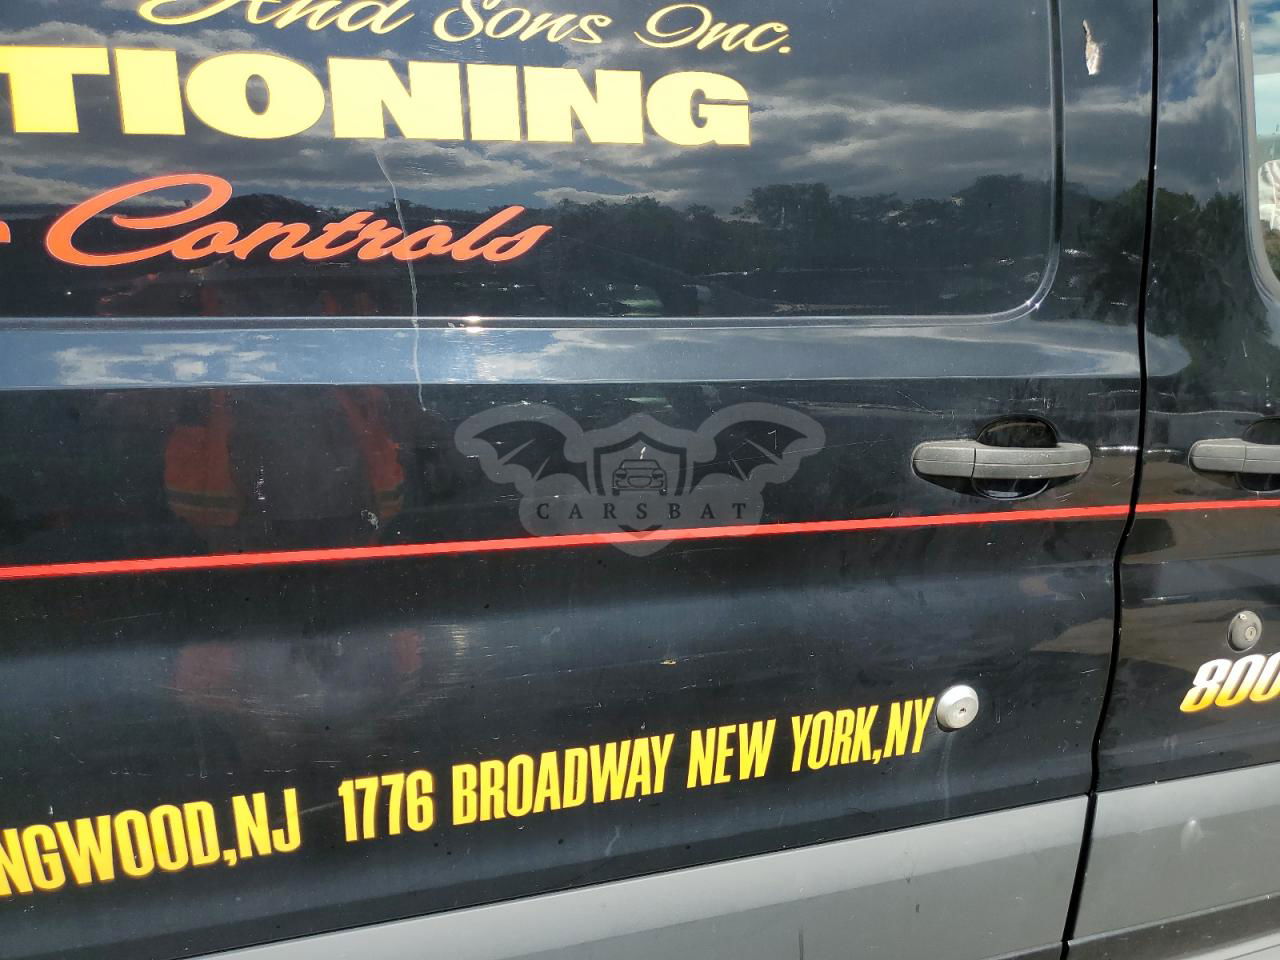 And Sons Inc.
TIONING
Controls
CARSBAT
800
NGWOOD,NJ 1776 BROADWAY NEW YORK,NY